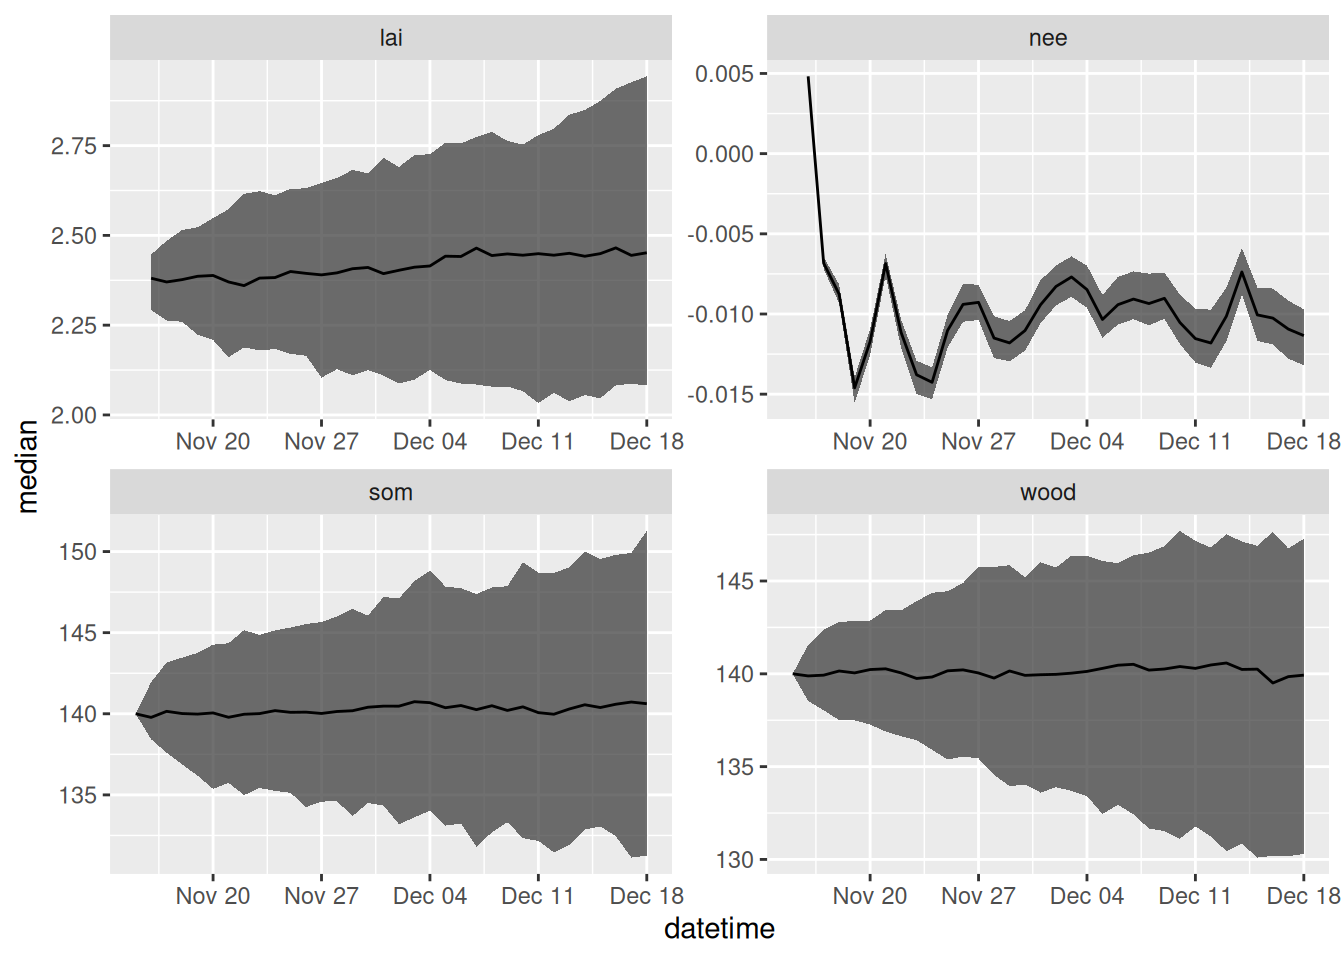 lai
nee
2.75
2.50
2.25
2.00
0.005
0.000
-0.005
-0.010
-0.015
Nov 20 Nov 27 Dec 04 Dec 11 Dec 18
Nov 20 Nov 27 Dec 04 Dec 11 Dec 18
median
som
wood
150
145
140
135
145
140
135
130
Nov 20 Nov 27 Dec 04 Dec 11 Dec 18
Nov 20 Nov 27 Dec 04 Dec 11 Dec 18
datetime